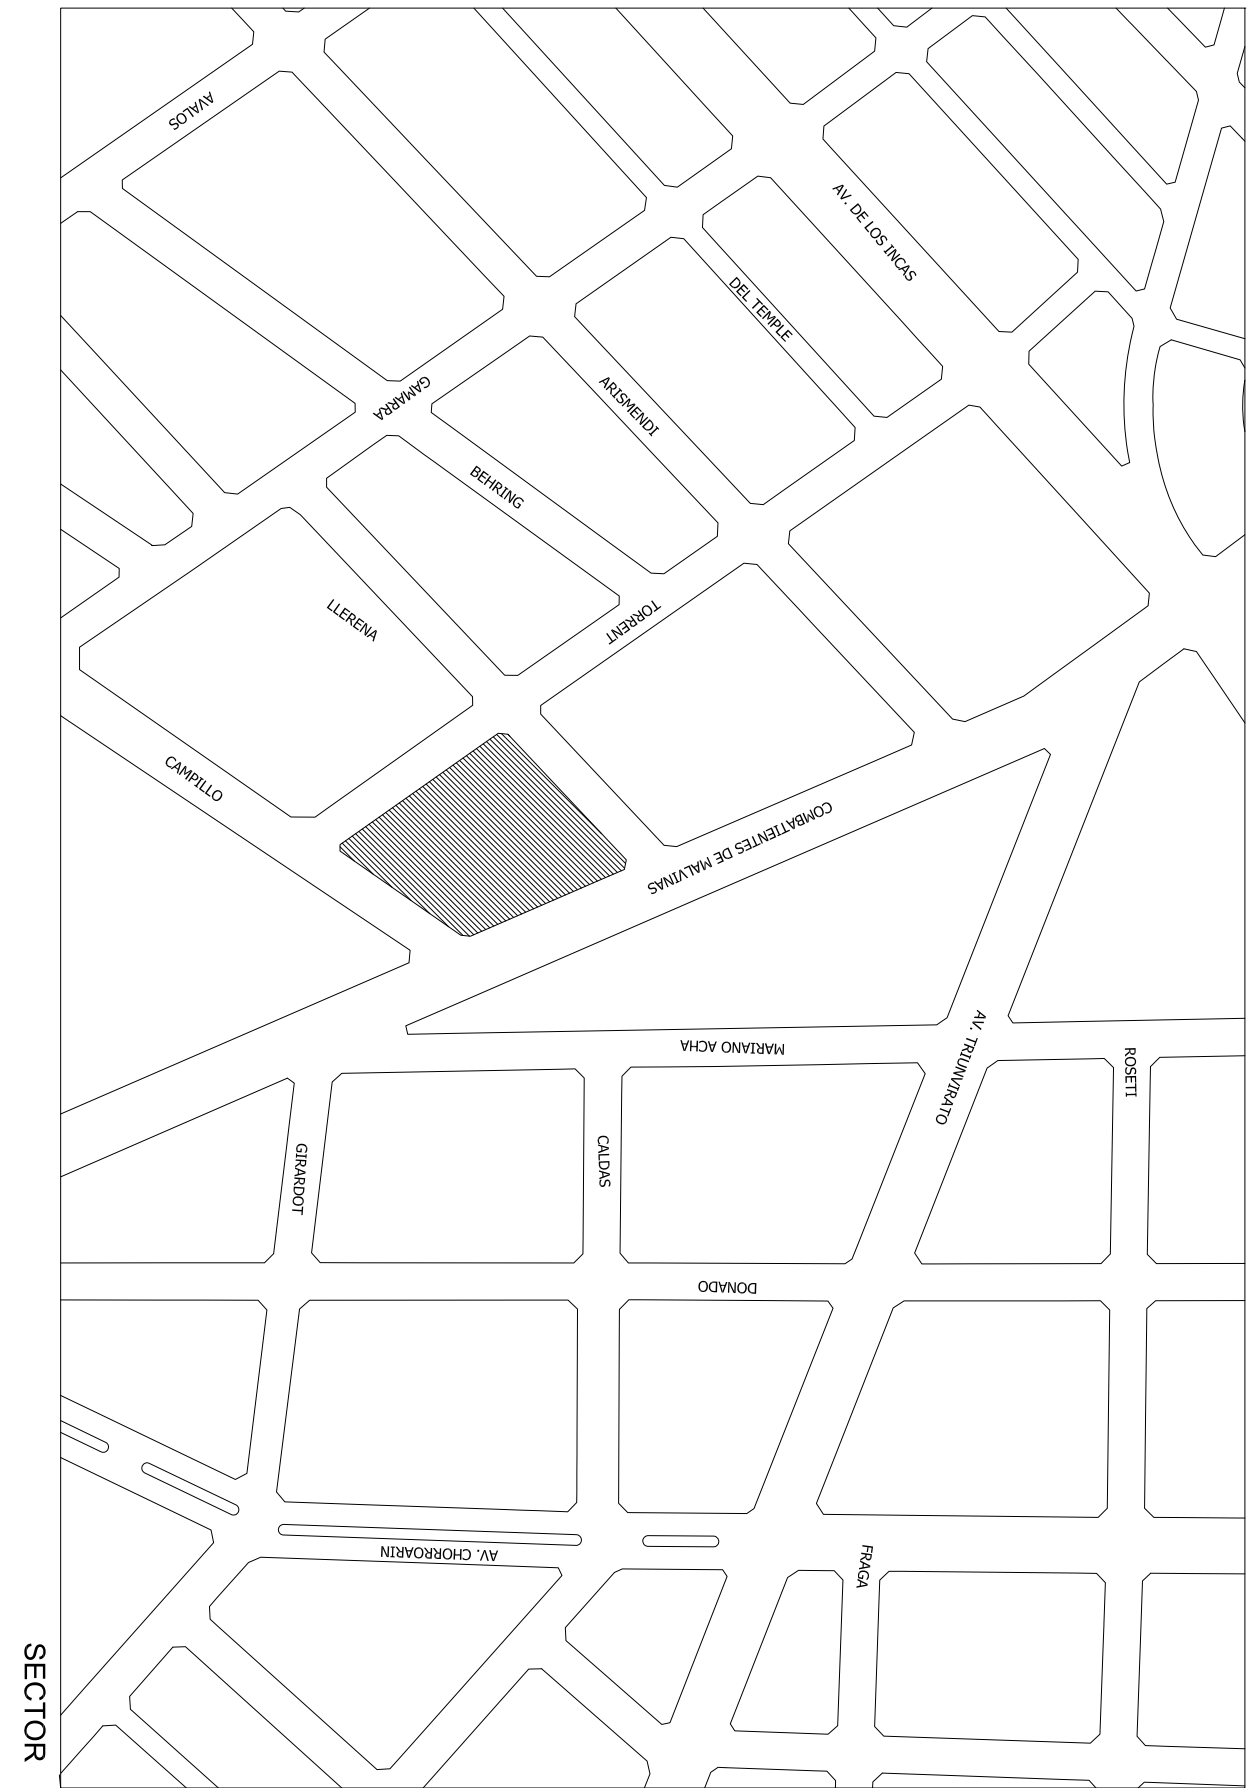 AVALOS
AV. DE LOS INCAS
DEL TEMPLE
GAMARRA
ARISMENDI
BEHRING
TORRENT
LLERENA
CAMPILLO
COMBATIENTES DE MALVINAS
AV. TRIUNVIRATO
MARIANO ACHA
ROSETI
GIRARDOT
CALDAS
DONADO
AV. CHORROARIN
FRAGA
SECTOR